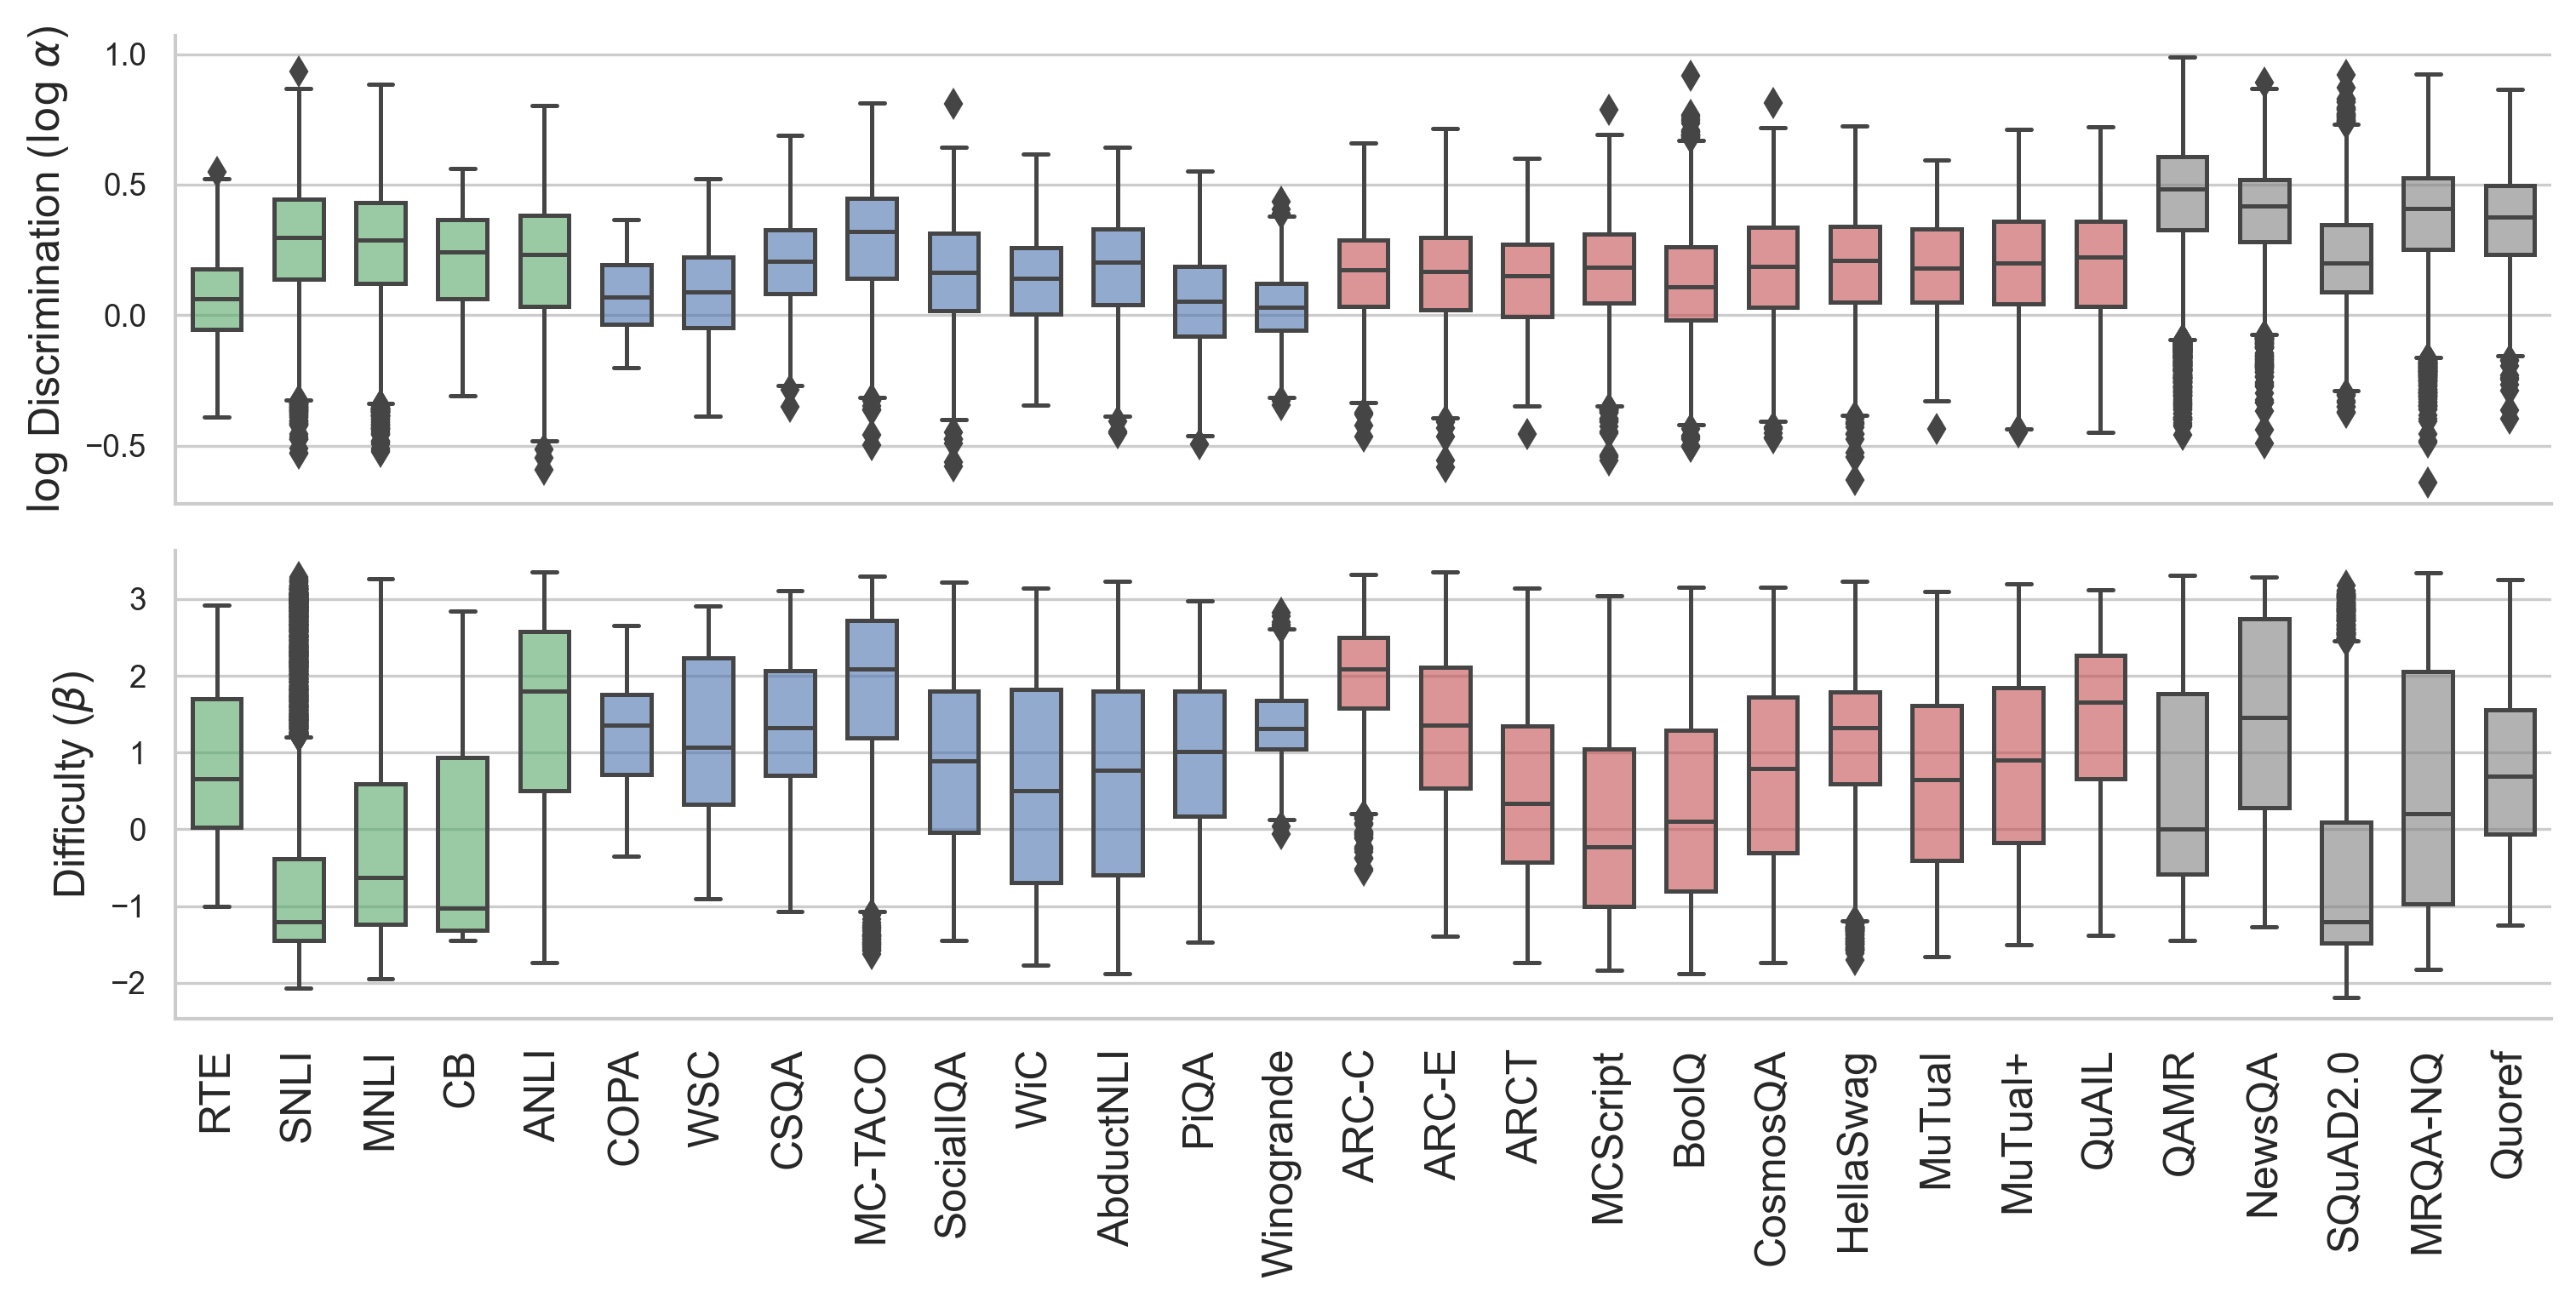 log Discrimination (log α)
1.0
0.5
0.0
−0.5
Difficulty (β)
3
2
1
0
−1
−2
RTE
SNLI
MNLI
CB
ANLI
COPA
WSC
CSQA
MC-TACO
SocialIQA
WiC
AbductNLI
PiQA
Winogrande
ARC-C
ARC-E
ARCT
MCScript
BoolQ
CosmosQA
HellaSwag
MuTual
MuTual+
QuAIL
QAMR
NewsQA
SQuAD2.0
MRQA-NQ
Quoref